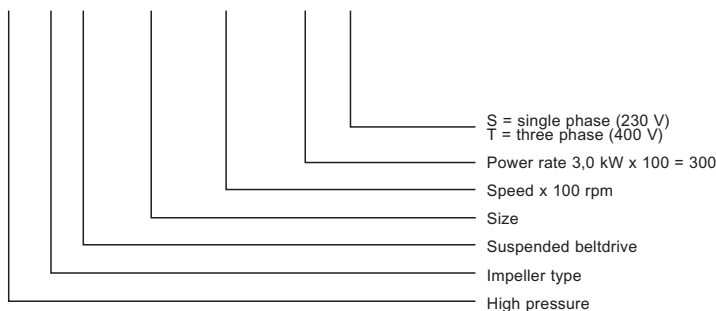 S = single phase (230 V)
T = three phase (400 V)
Power rate 3,0 kW x 100 = 300
Speed x 100 rpm
Size
Suspended beltdrive
Impeller type
High pressure